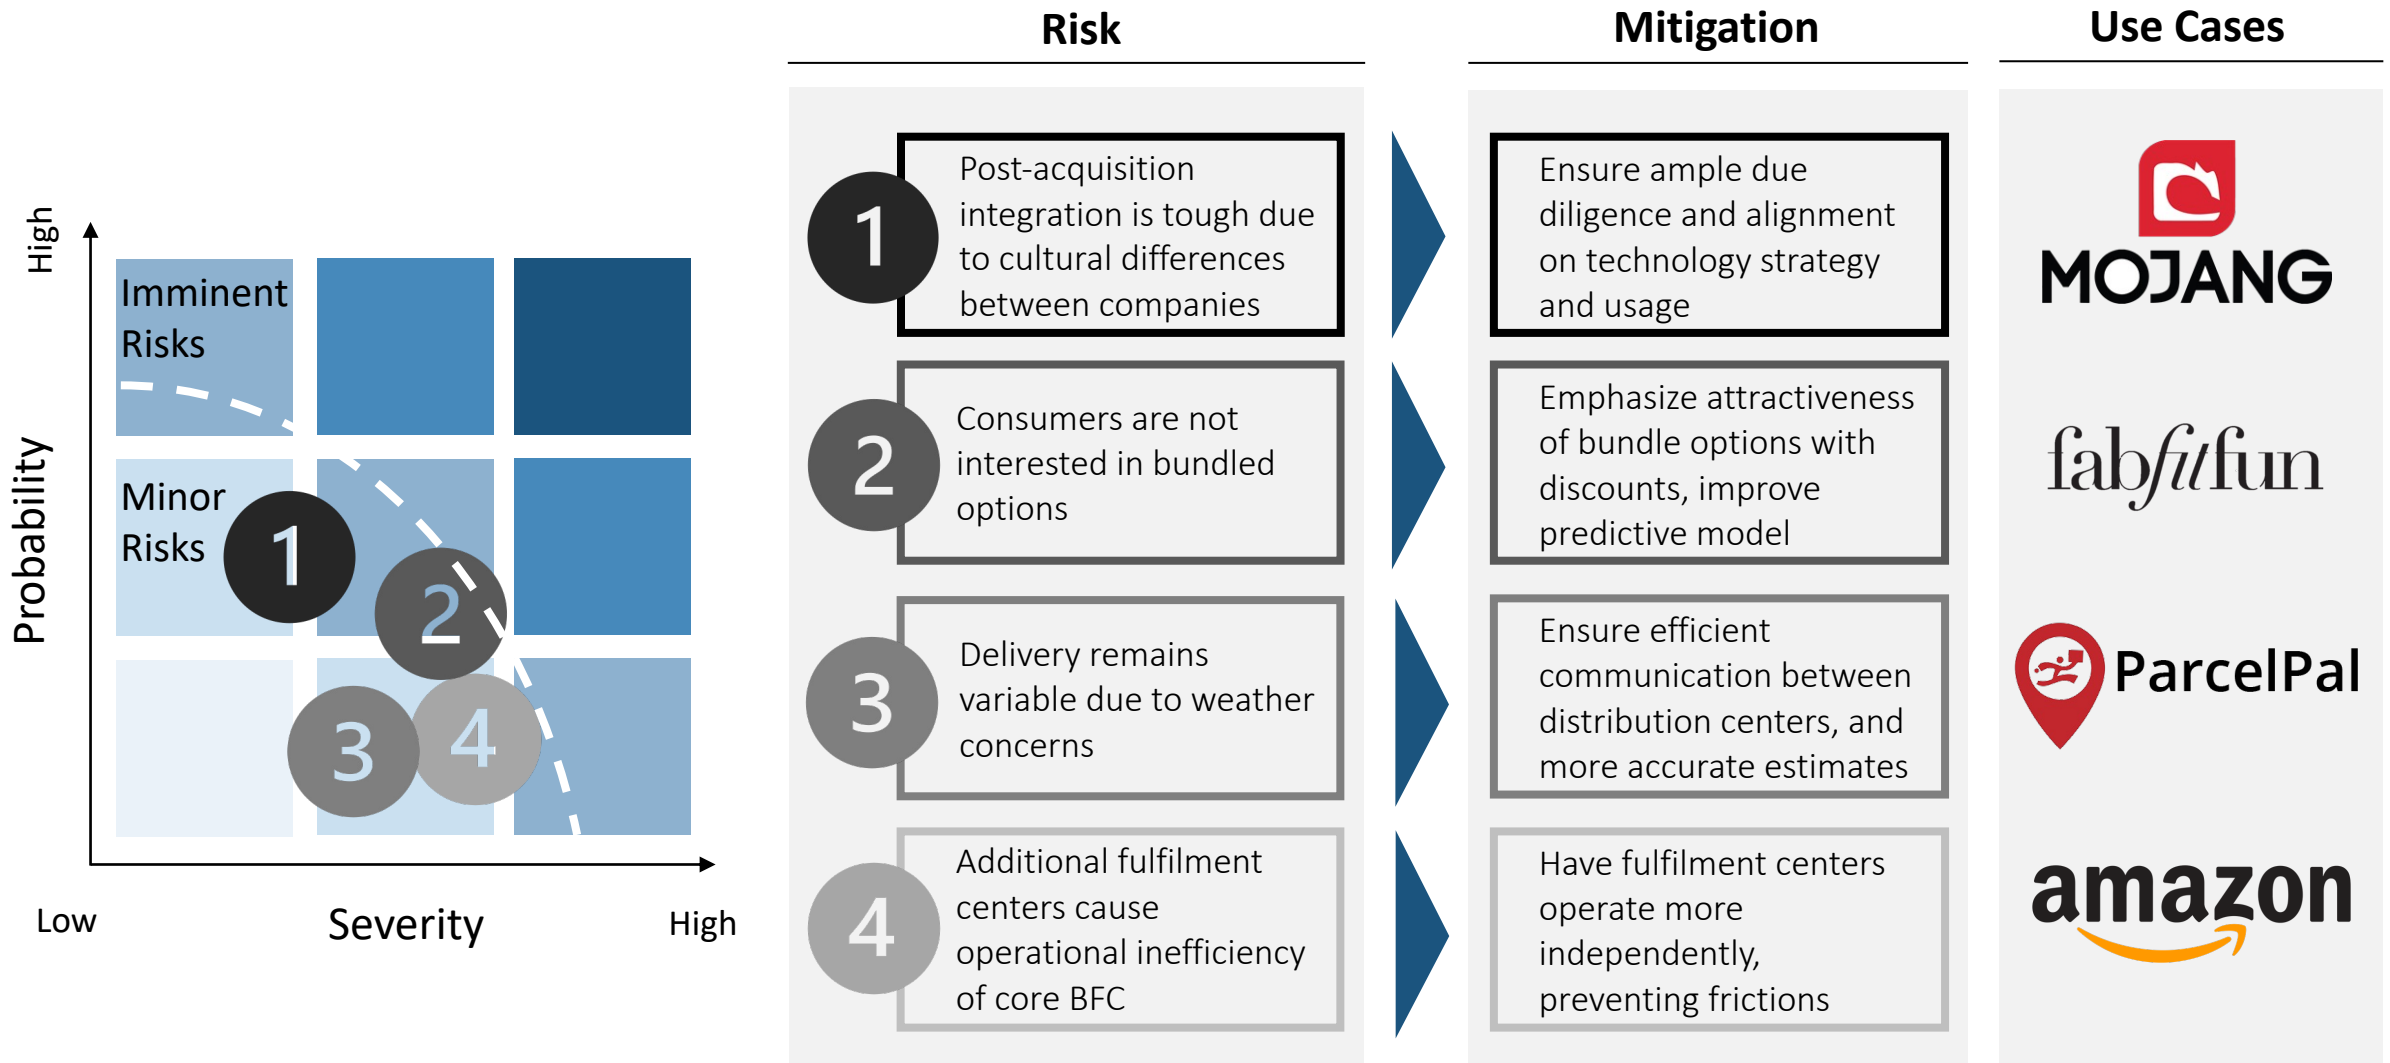 Risk
Mitigation
Use Cases
High
Probability
Imminent
Risks
Minor
Risks
1
2
3
4
Low
Severity
High
1
Post-acquisition
integration is tough due
to cultural differences
between companies
Ensure ample due
diligence and alignment
on technology strategy
and usage
MOJANG
2
Consumers are not
interested in bundled
options
Emphasize attractiveness
of bundle options with
discounts, improve
predictive model
fabfitfun
3
Delivery remains
variable due to weather
concerns
Ensure efficient
communication between
distribution centers, and
more accurate estimates
ParcelPal
4
Additional fulfilment
centers cause
operational inefficiency
of core BFC
Have fulfilment centers
operate more
independently,
preventing frictions
amazon